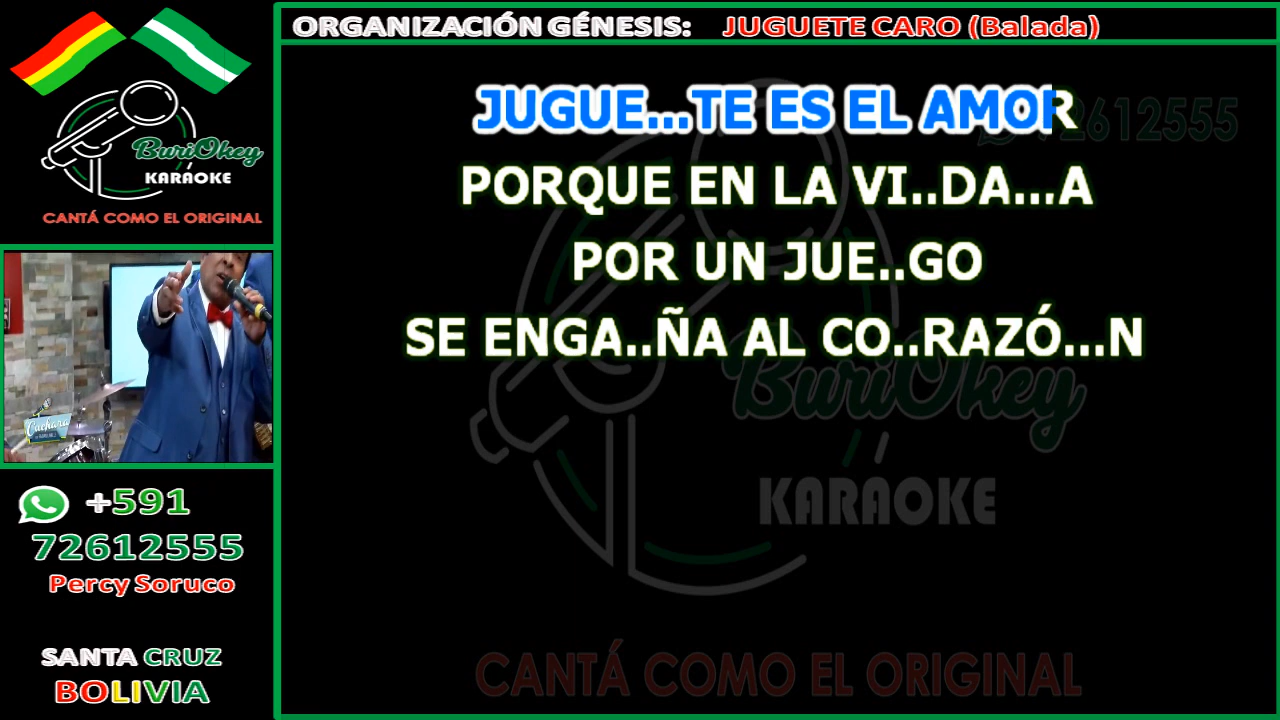 ORGANIZACIÓN GÉNESIS: JUGUETE CARO (Balada)
BuriOkey
KARAOKE
CANTÁ COMO EL ORIGINAL
JUGUE...TE ES EL AMOR
72612555
PORQUE EN LA VI..DA...A
POR UN JUE..GO
SE ENGA..ÑA AL CO..RAZÓ...N
BuriOkey
KARAOKE
CANTÁ COMO EL ORIGINAL
Cachara
+591
72612555
Percy Soruco
SANTA CRUZ
BOLIVIA